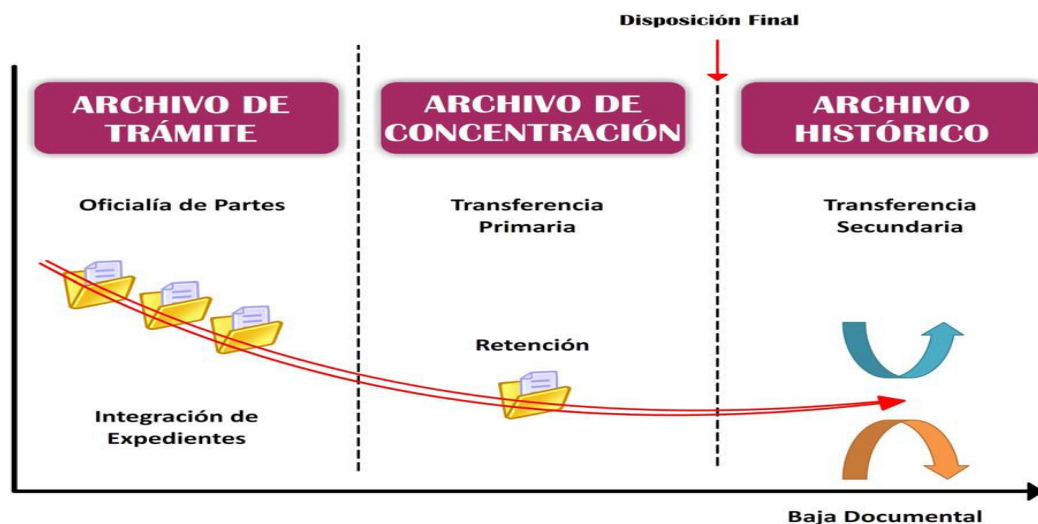 Disposición Final
ARCHIVO DE
TRÁMITE
ARCHIVO DE
CONCENTRACIÓN
ARCHIVO
HISTÓRICO
Oficialía de Partes
Transferencia
Primaria
Transferencia
Secundaria
Retención
Integración de
Expedientes
Baja Documental